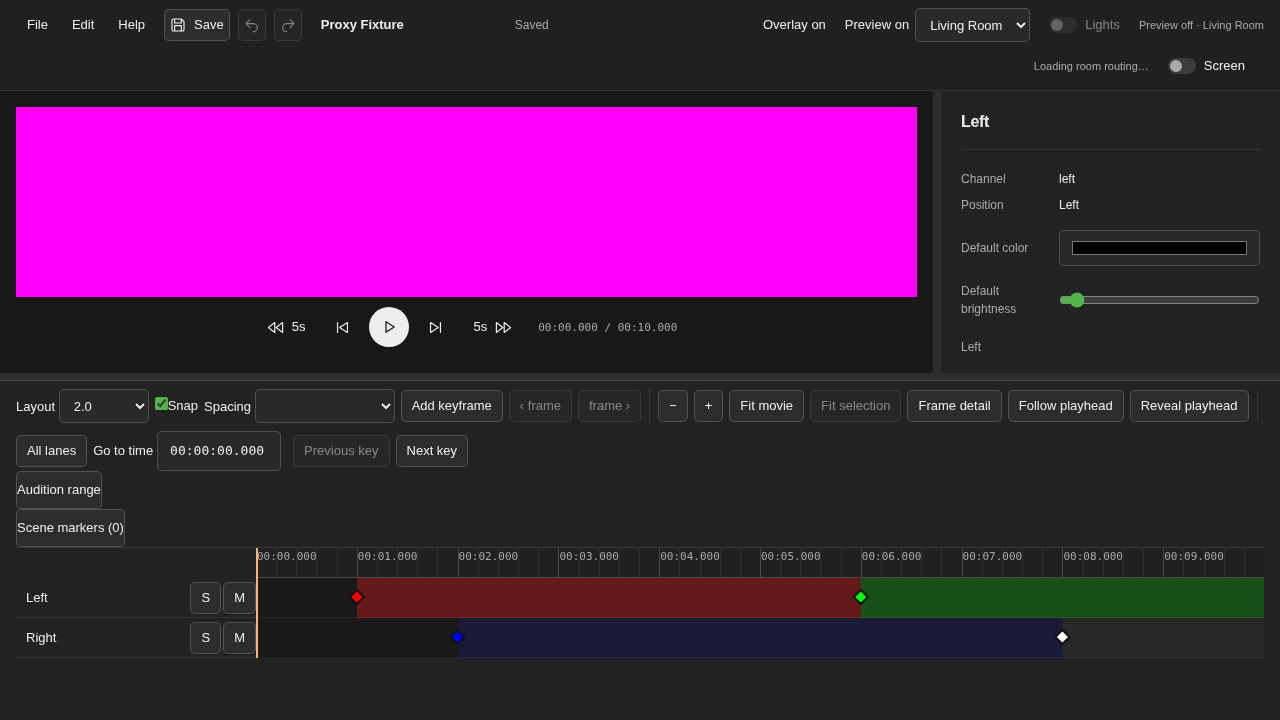 File Edit Help Save Proxy Fixture Saved Overlay on Preview on Living Room Lights Preview off · Living Room
Loading room routing… Screen
Left
Channel left
Position Left
Default color
Default brightness
Left
5s 5s 00:00.000 / 00:10.000
Layout 2.0 Snap Spacing Add keyframe ‹ frame frame › − + Fit movie Fit selection Frame detail Follow playhead Reveal playhead
All lanes Go to time 00:00:00.000 Previous key Next key
Audition range
Scene markers (0)
00:00.000 00:01.000 00:02.000 00:03.000 00:04.000 00:05.000 00:06.000 00:07.000 00:08.000 00:09.000
Left S M
Right S M